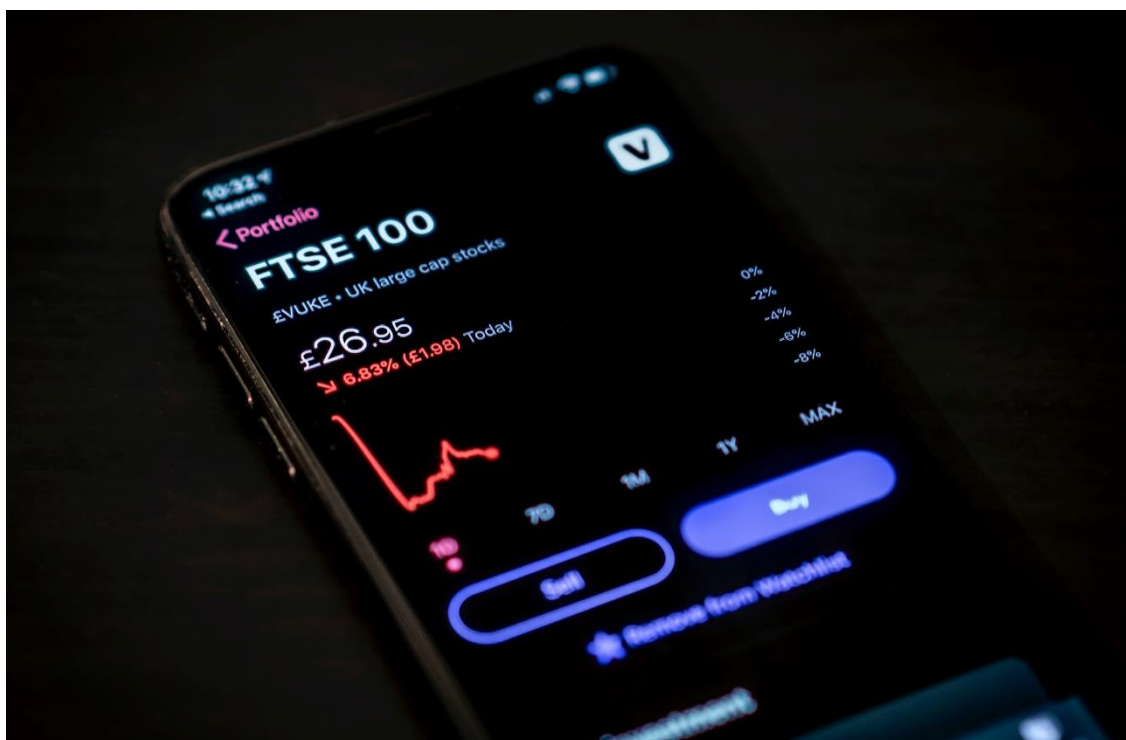 10:32
Search
Portfolio
V
FTSE 100
£VUKE • UK large cap stocks
£26.95
6.83% (£1.98) Today
0%
-2%
-4%
-6%
-8%
1D
7D
1M
1Y
MAX
Sell
Buy
Remove from Watchlist